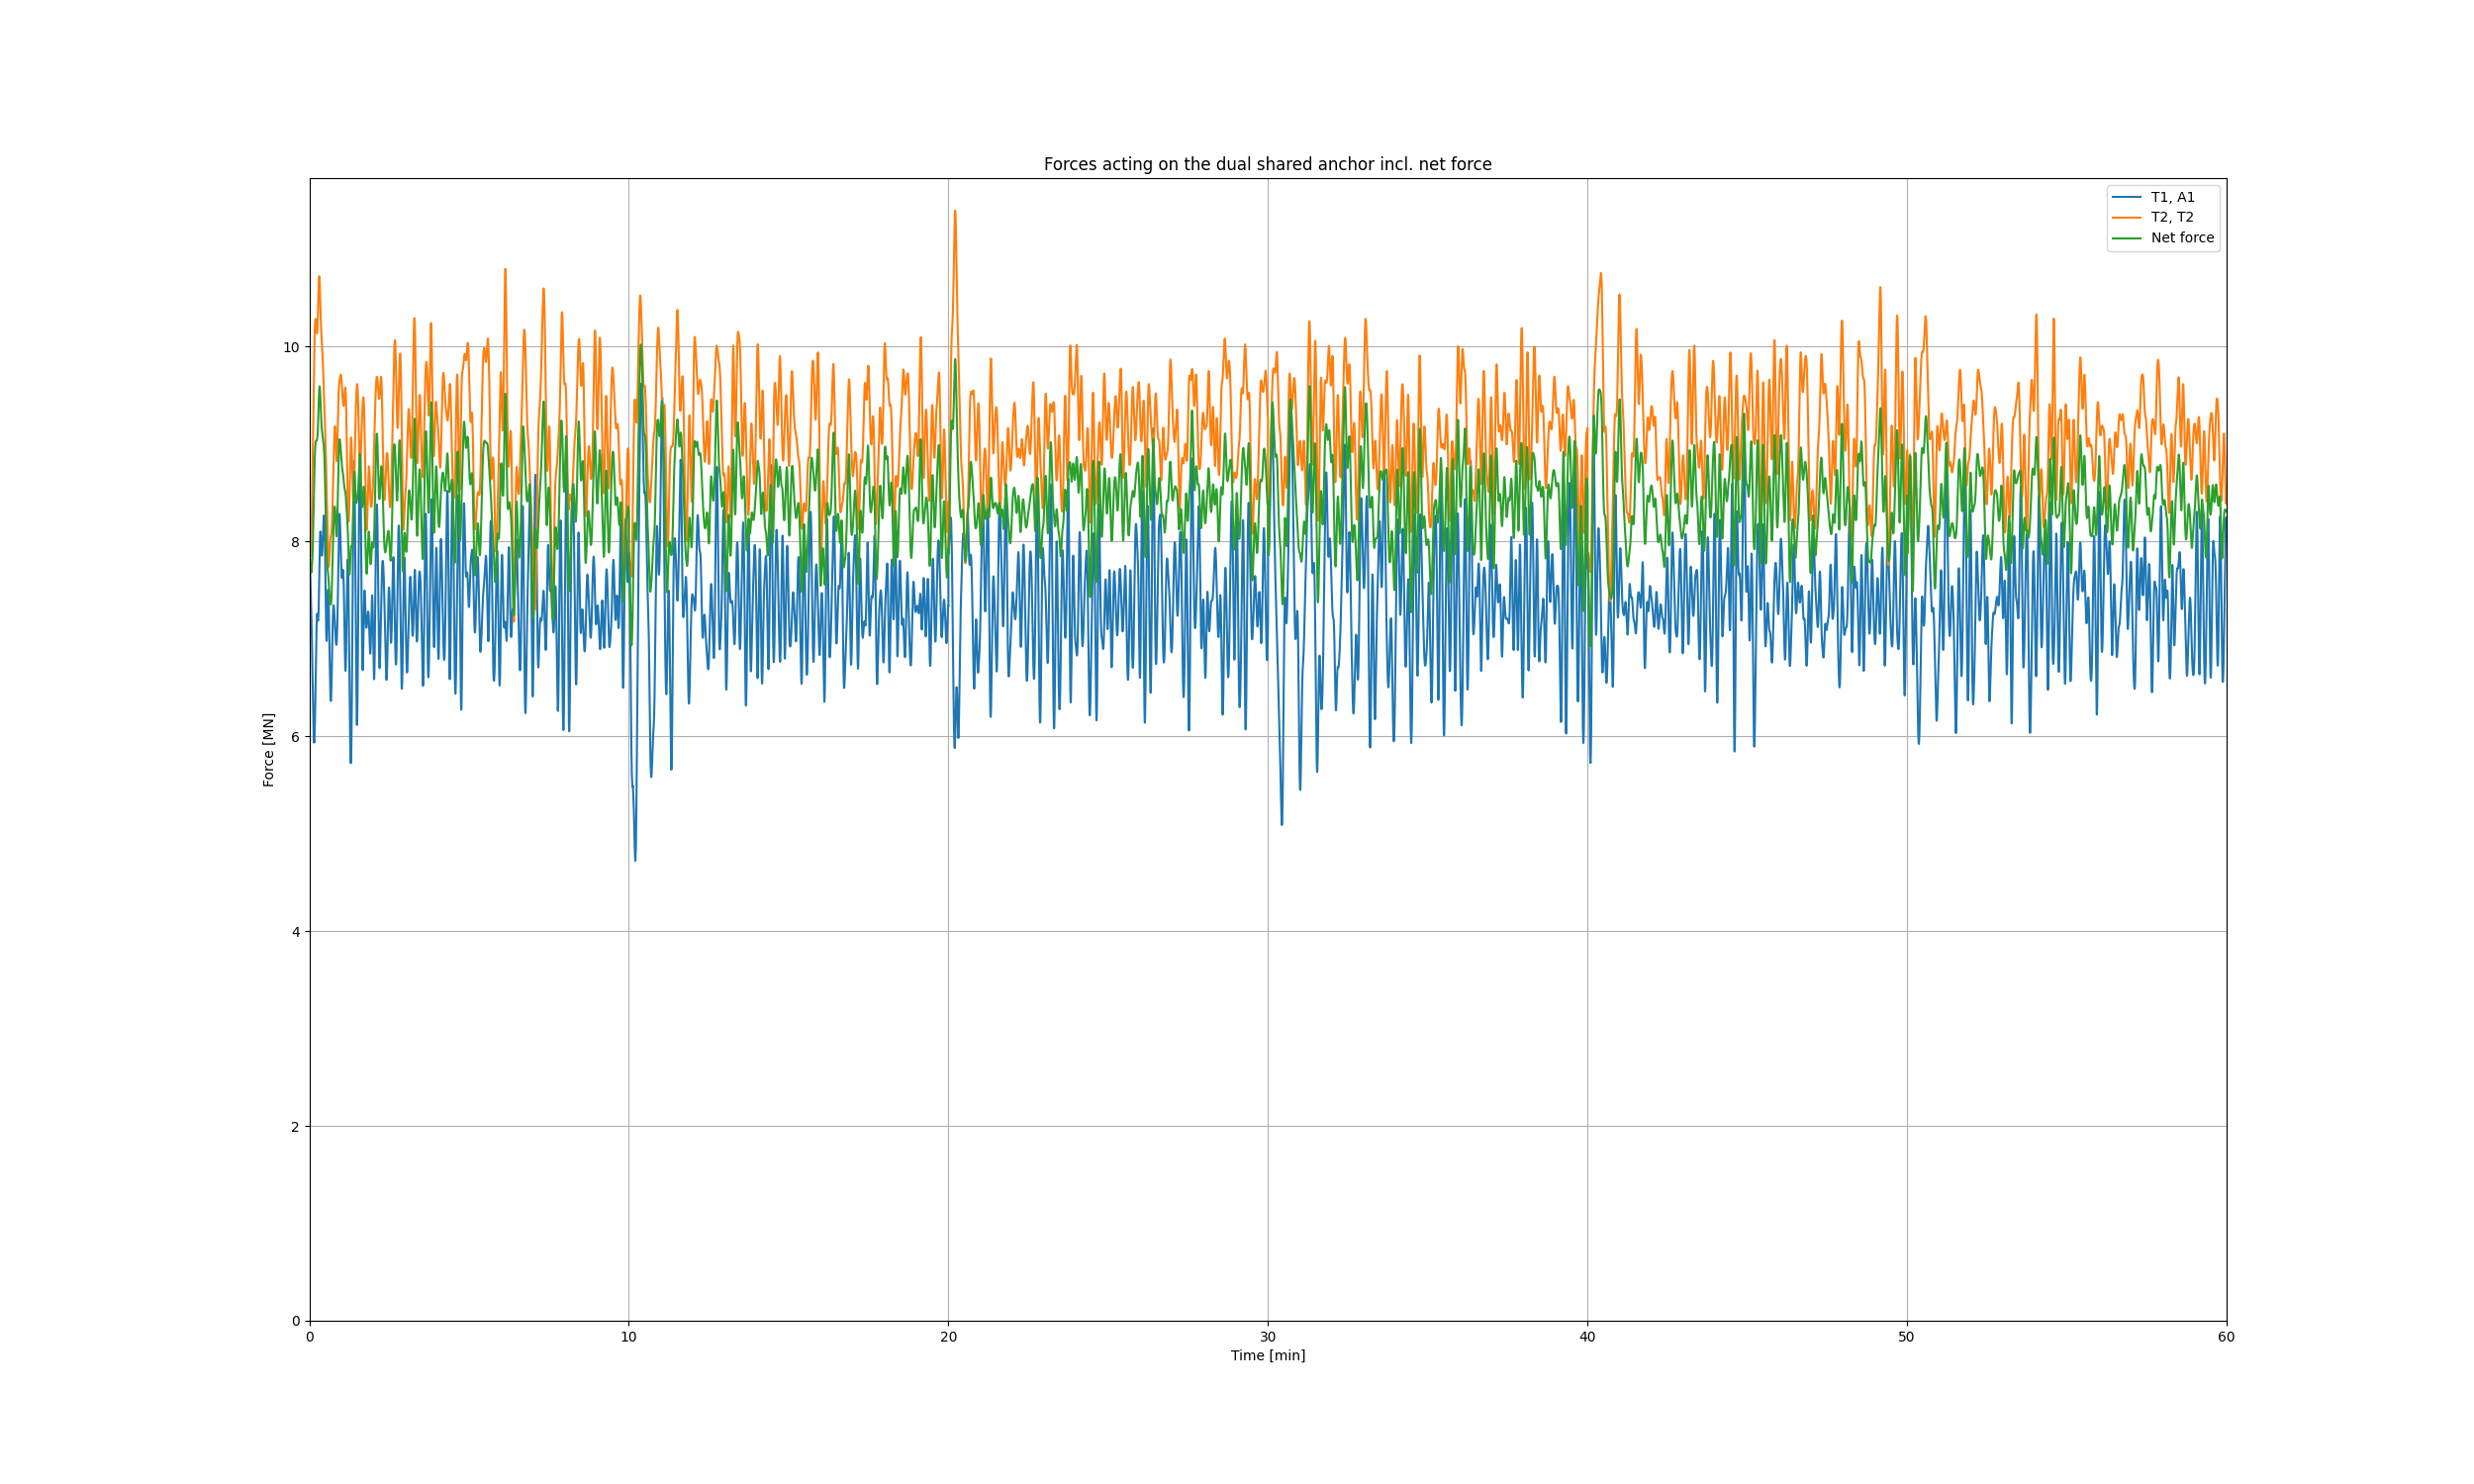 Forces acting on the dual shared anchor incl. net force
T1, A1
T2, T2
Net force
Force [MN]
10
8
6
4
2
0
0 10 20 30 40 50 60
Time [min]